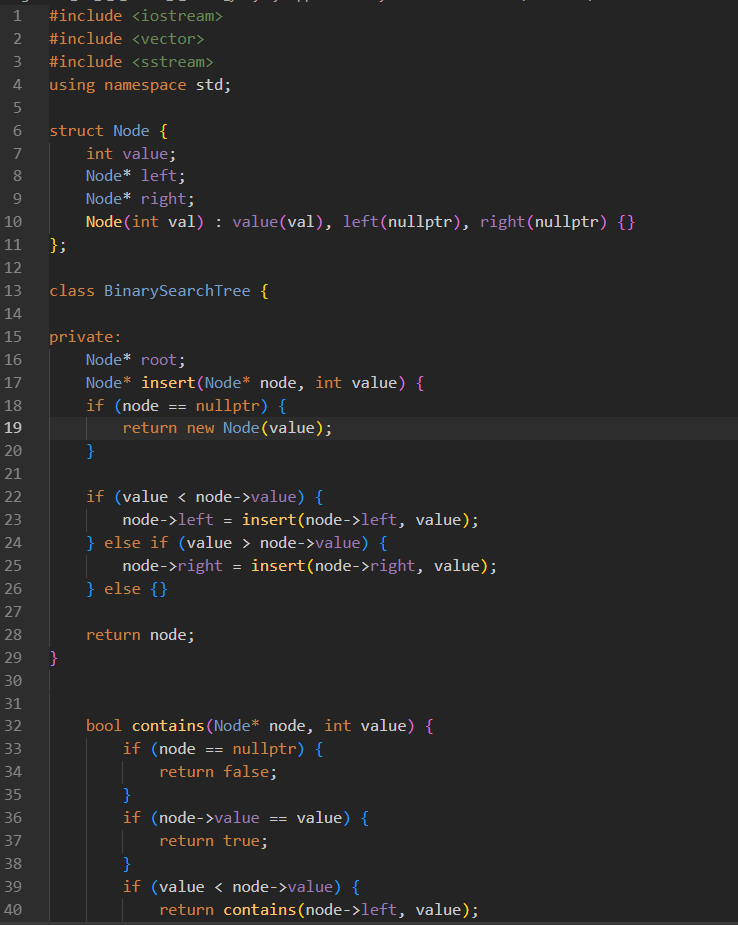 1 #include <iostream>
2 #include <vector>
3 #include <sstream>
4 using namespace std;
5
6 struct Node {
7     int value;
8     Node* left;
9     Node* right;
10     Node(int val) : value(val), left(nullptr), right(nullptr) {}
11 };
12
13 class BinarySearchTree {
14
15 private:
16     Node* root;
17     Node* insert(Node* node, int value) {
18     if (node == nullptr) {
19         return new Node(value);
20     }
21
22     if (value < node->value) {
23         node->left = insert(node->left, value);
24     } else if (value > node->value) {
25         node->right = insert(node->right, value);
26     } else {}
27
28     return node;
29 }
30
31
32     bool contains(Node* node, int value) {
33         if (node == nullptr) {
34             return false;
35         }
36         if (node->value == value) {
37             return true;
38         }
39         if (value < node->value) {
40             return contains(node->left, value);